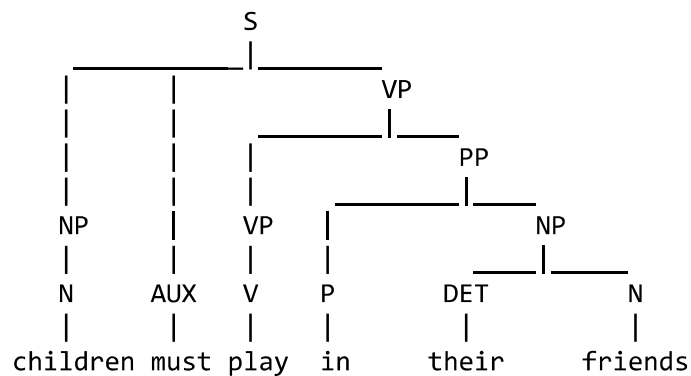 S
VP
PP
NP VP NP
N AUX V P DET N
children must play in their friends